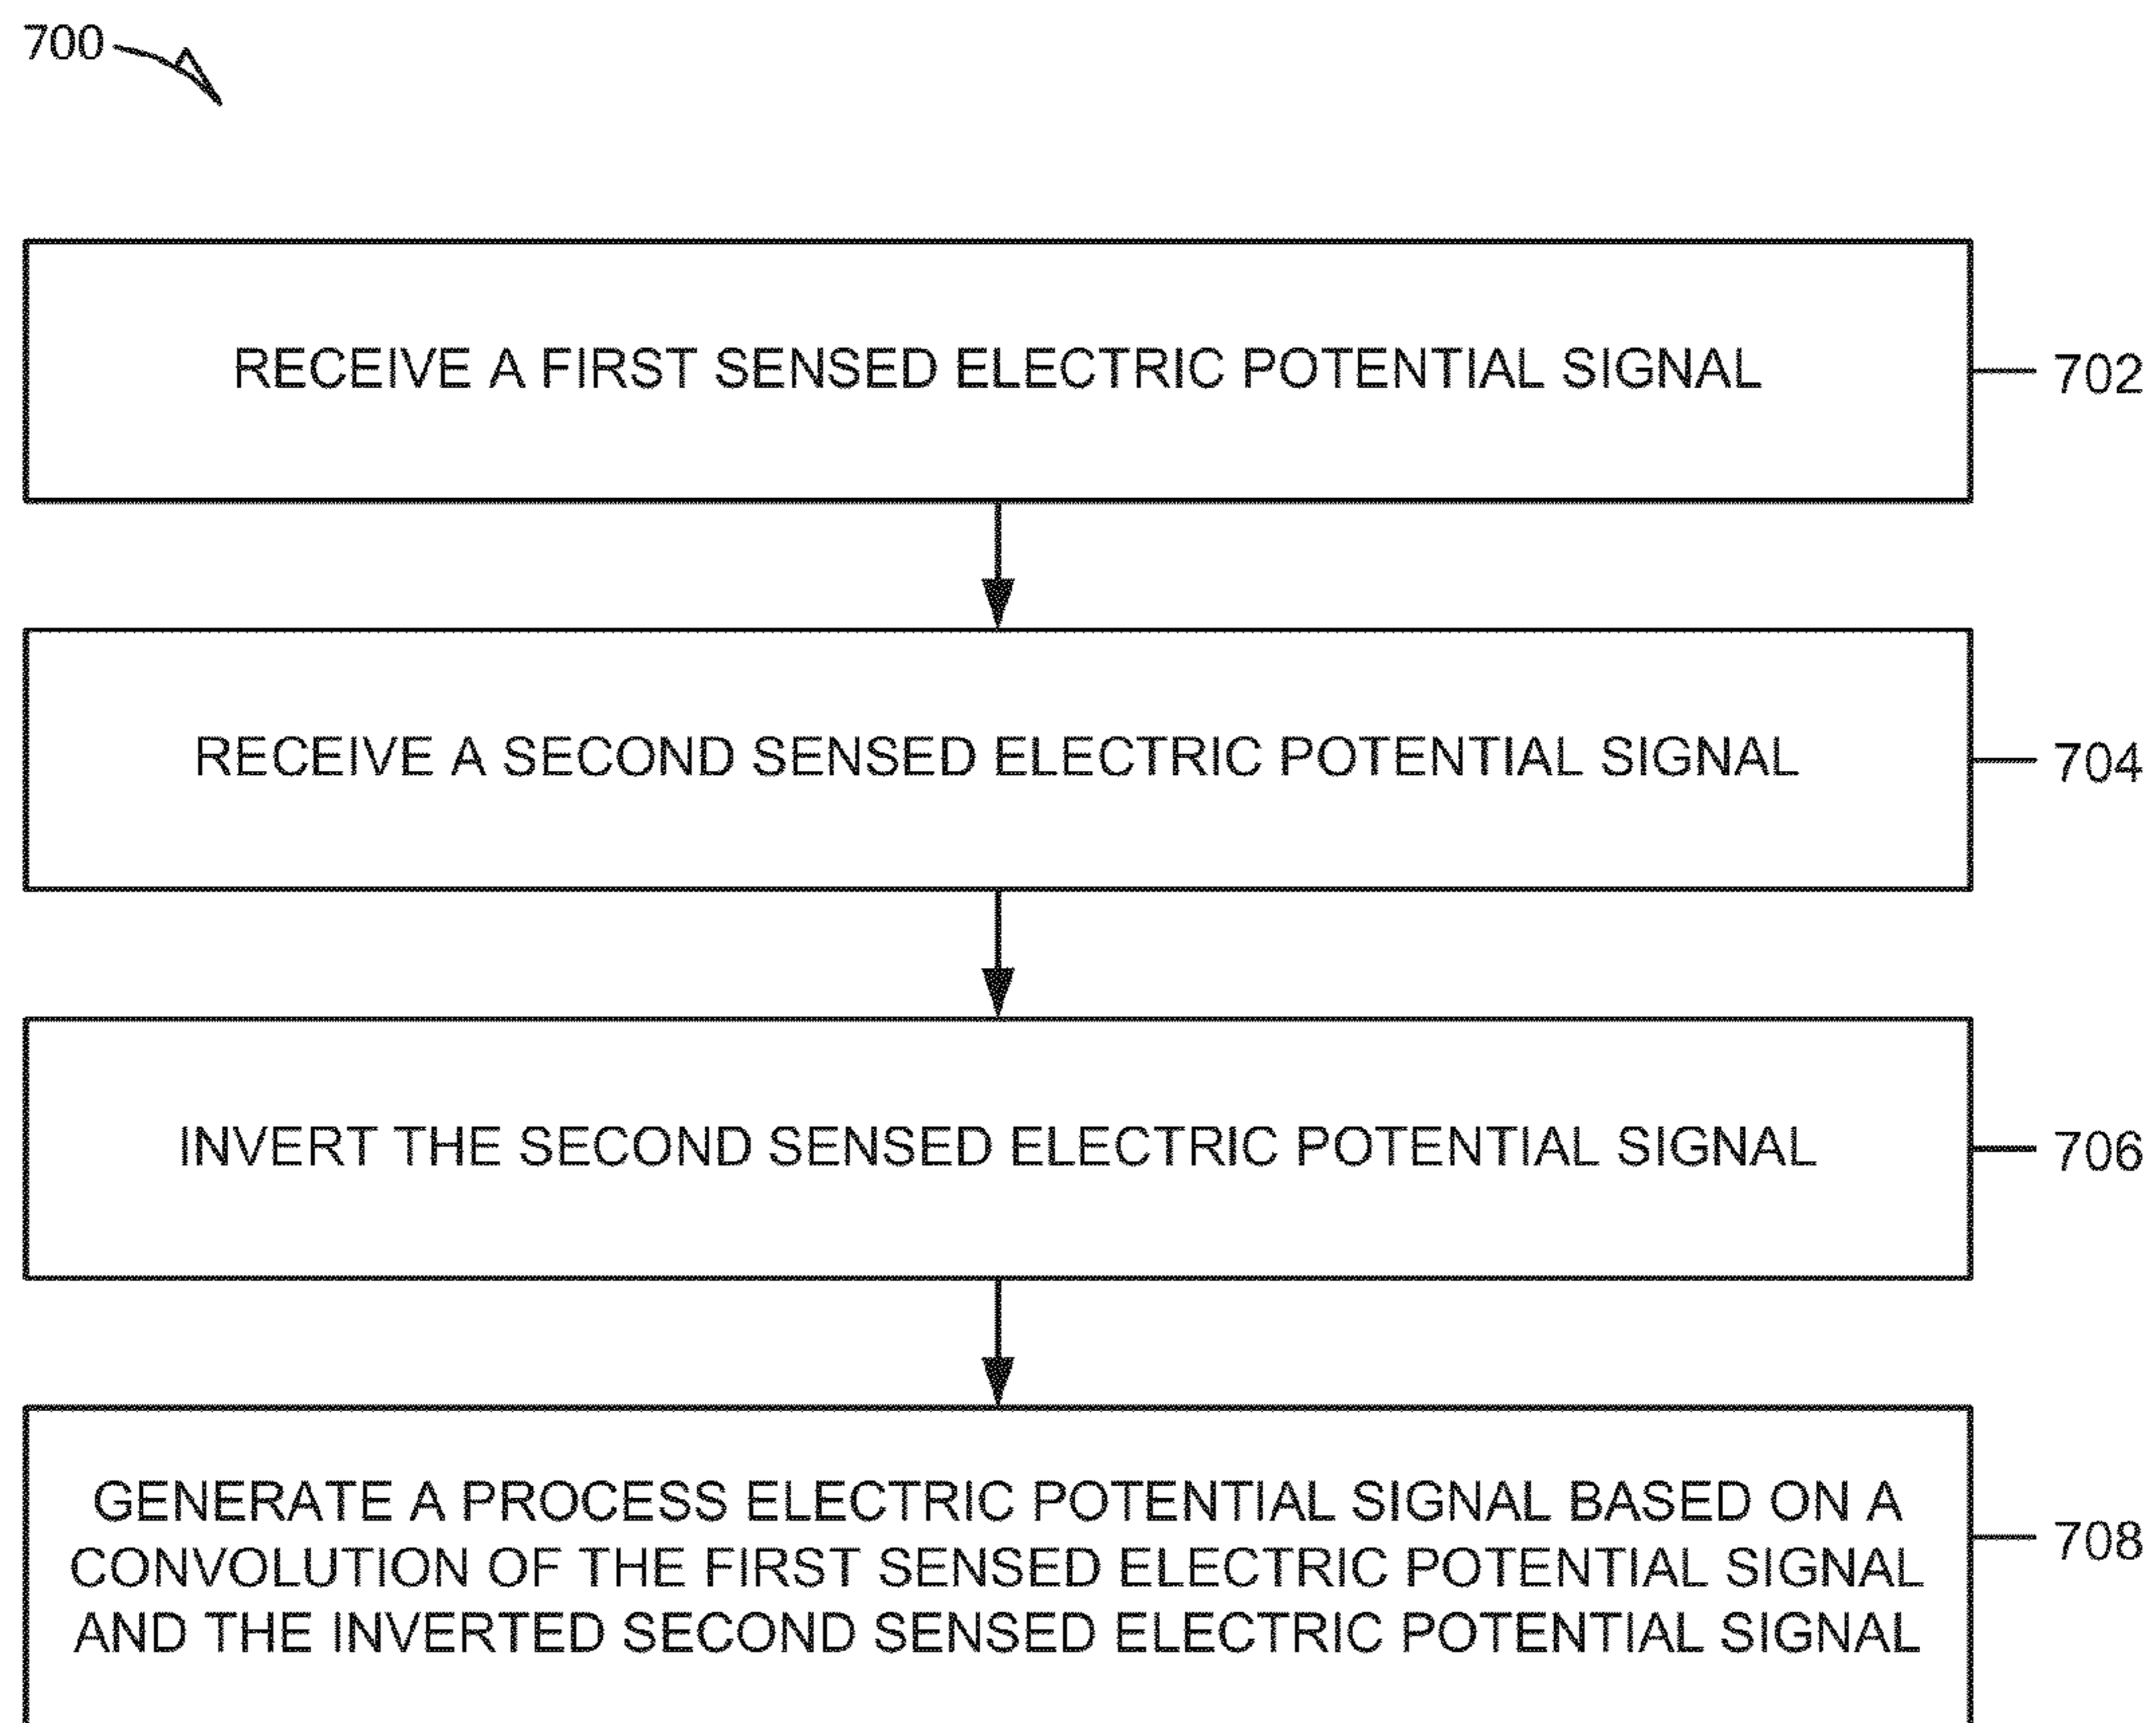 700
RECEIVE A FIRST SENSED ELECTRIC POTENTIAL SIGNAL
702
RECEIVE A SECOND SENSED ELECTRIC POTENTIAL SIGNAL
704
INVERT THE SECOND SENSED ELECTRIC POTENTIAL SIGNAL
706
GENERATE A PROCESS ELECTRIC POTENTIAL SIGNAL BASED ON A
CONVOLUTION OF THE FIRST SENSED ELECTRIC POTENTIAL SIGNAL
AND THE INVERTED SECOND SENSED ELECTRIC POTENTIAL SIGNAL
708